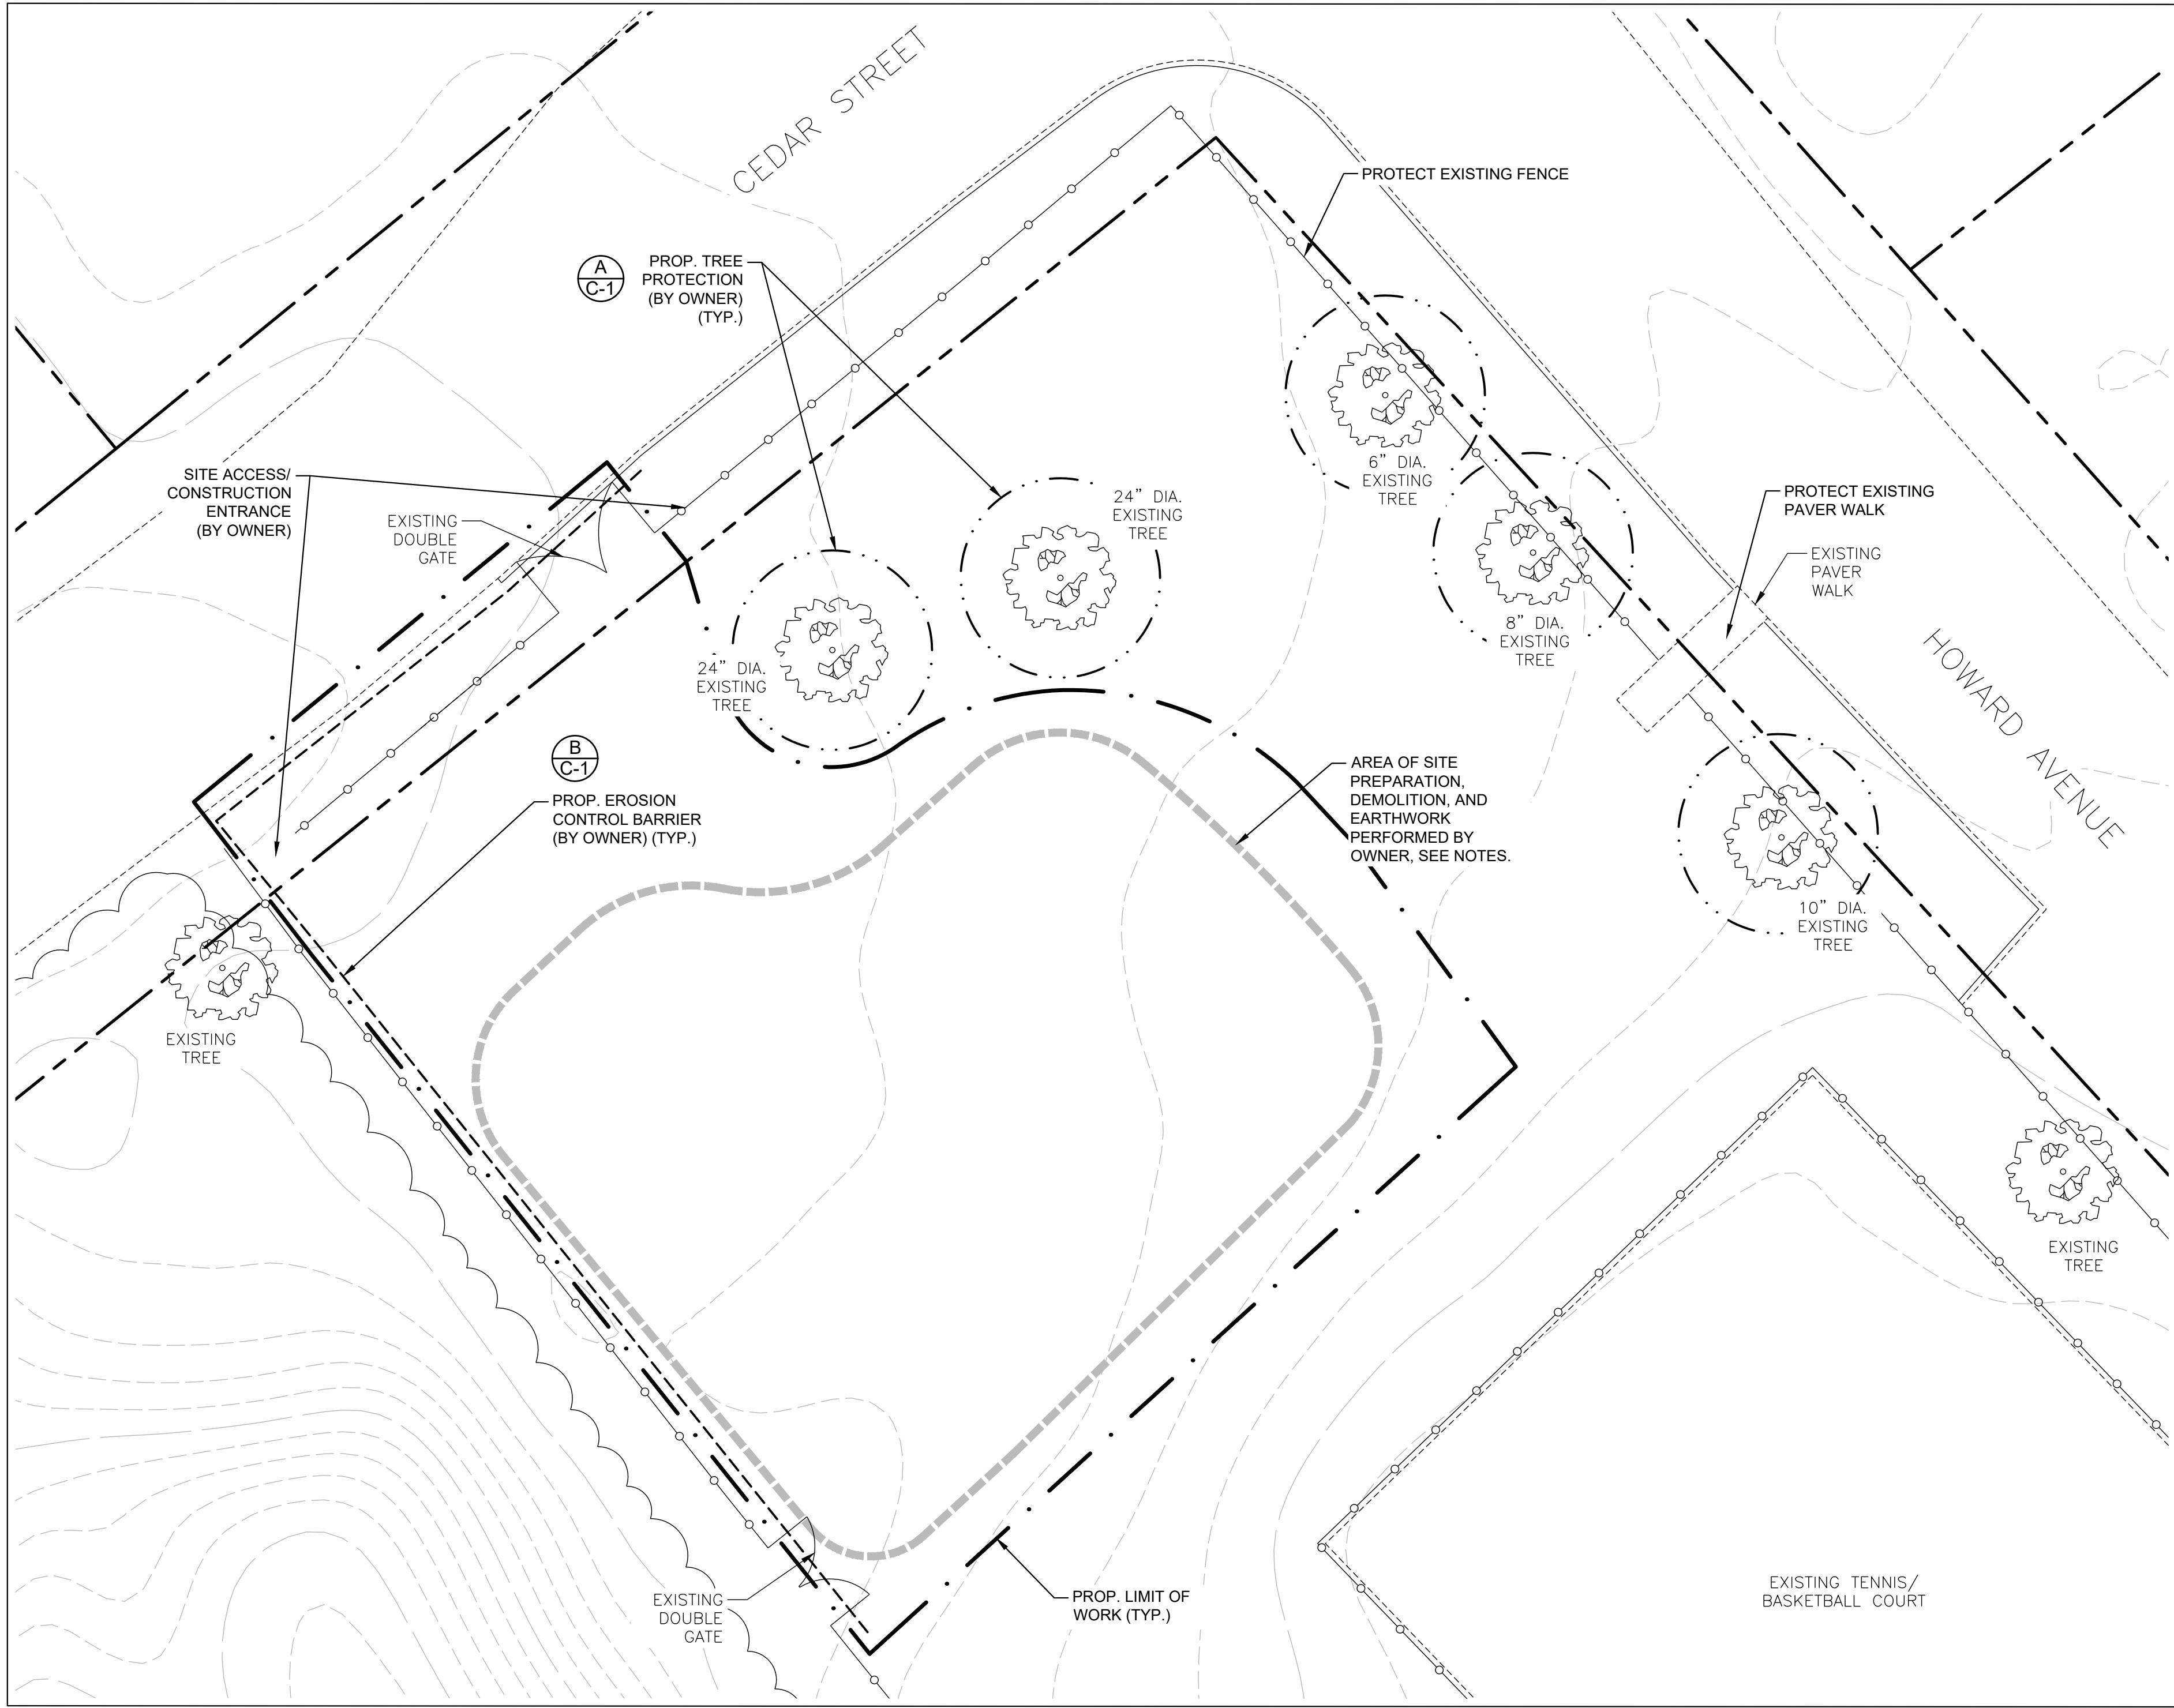 CEDAR STREET
PROTECT EXISTING FENCE
A
C-1
PROP. TREE
PROTECTION
(BY OWNER)
(TYP.)
SITE ACCESS/
CONSTRUCTION
ENTRANCE
(BY OWNER)
EXISTING
DOUBLE
GATE
24" DIA.
EXISTING
TREE
6" DIA.
EXISTING
TREE
PROTECT EXISTING
PAVER WALK
EXISTING
PAVER
WALK
8" DIA.
EXISTING
TREE
24" DIA.
EXISTING
TREE
HOWARD AVENUE
B
C-1
PROP. EROSION
CONTROL BARRIER
(BY OWNER) (TYP.)
AREA OF SITE
PREPARATION,
DEMOLITION, AND
EARTHWORK
PERFORMED BY
OWNER, SEE NOTES.
10" DIA.
EXISTING
TREE
EXISTING
TREE
EXISTING
TREE
EXISTING
DOUBLE
GATE
PROP. LIMIT OF
WORK (TYP.)
EXISTING TENNIS/
BASKETBALL COURT